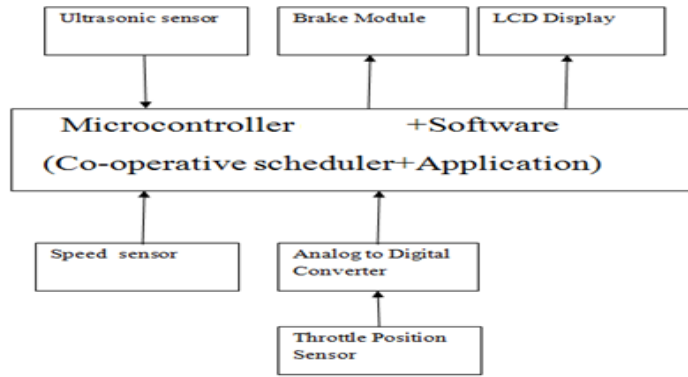 Ultrasonic sensor
Brake Module
LCD Display
Microcontroller +Software
(Co-operative scheduler+Application)
Speed sensor
Analog to Digital
Converter
Throttle Position
Sensor